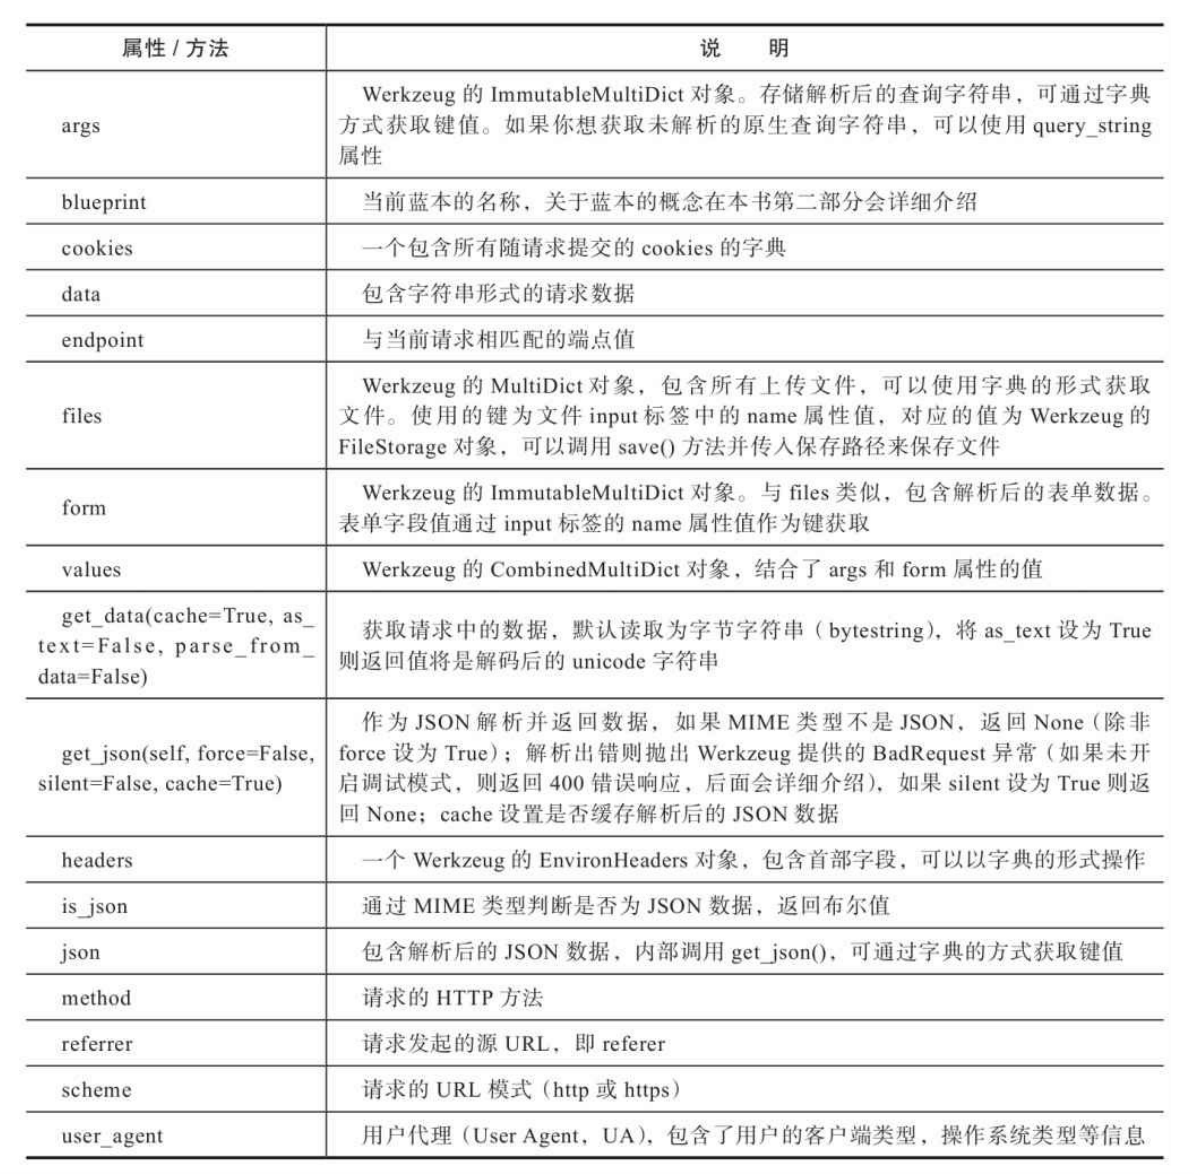 属性 / 方法
说 明
args
Werkzeug 的 ImmutableMultiDict 对象。存储解析后的查询字符串，可通过字典
方式获取键值。如果你想获取未解析的原生查询字符串，可以使用 query_string
属性
blueprint
当前蓝本的名称，关于蓝本的概念在本书第二部分会详细介绍
cookies
一个包含所有随请求提交的 cookies 的字典
data
包含字符串形式的请求数据
endpoint
与当前请求相匹配的端点值
files
Werkzeug 的 MultiDict 对象，包含所有上传文件，可以使用字典的形式获取
文件。使用的键为文件 input 标签中的 name 属性值，对应的值为 Werkzeug 的
FileStorage 对象，可以调用 save() 方法并传入保存路径来保存文件
form
Werkzeug 的 ImmutableMultiDict 对象。与 files 类似，包含解析后的表单数据。
表单字段值通过 input 标签的 name 属性值作为键获取
values
Werkzeug 的 CombinedMultiDict 对象，结合了 args 和 form 属性的值
get_data(cache=True, as_
text=False, parse_from_
data=False)
获取请求中的数据，默认读取为字节字符串（bytestring），将 as_text 设为 True
则返回值将是解码后的 unicode 字符串
get_json(self, force=False,
silent=False, cache=True)
作为 JSON 解析并返回数据，如果 MIME 类型不是 JSON，返回 None（除非
force 设为 True）；解析出错则抛出 Werkzeug 提供的 BadRequest 异常（如果未开
启调试模式，则返回 400 错误响应，后面会详细介绍），如果 silent 设为 True 则返
回 None；cache 设置是否缓存解析后的 JSON 数据
headers
一个 Werkzeug 的 EnvironHeaders 对象，包含首部字段，可以以字典的形式操作
is_json
通过 MIME 类型判断是否为 JSON 数据，返回布尔值
json
包含解析后的 JSON 数据，内部调用 get_json()，可通过字典的方式获取键值
method
请求的 HTTP 方法
referrer
请求发起的源 URL，即 referer
scheme
请求的 URL 模式（http 或 https）
user_agent
用户代理（User Agent，UA），包含了用户的客户端类型，操作系统类型等信息